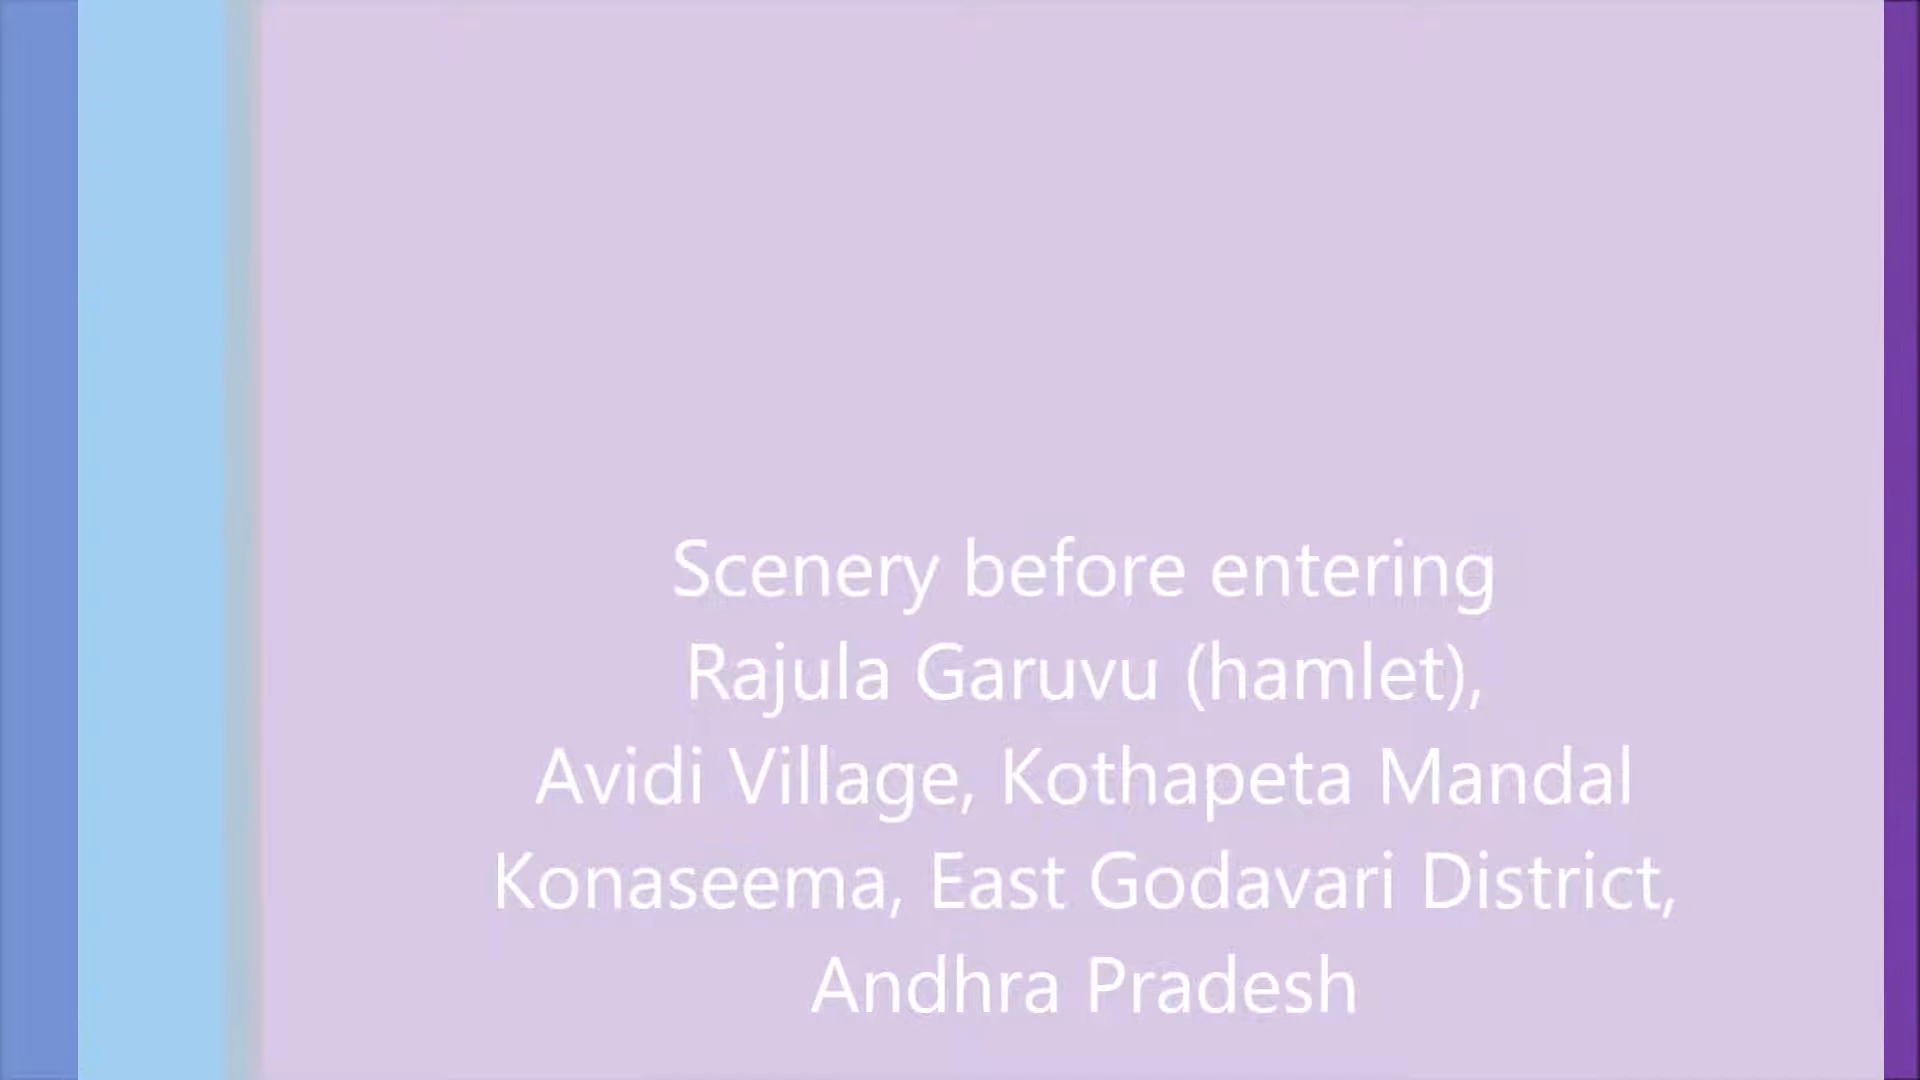 Scenery before entering
Rajula Garuvu (hamlet),
Avidi Village, Kothapeta Mandal
Konaseema, East Godavari District,
Andhra Pradesh